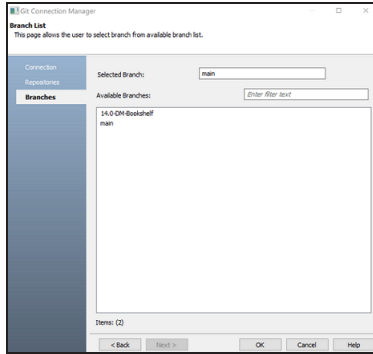 Git Connection Manager
Branch List
This page allows the user to select branch from available branch list.
Connection
Repositories
Branches
Selected Branch:
main
Available Branches:
Enter filter text
14.0-DM-Bookshelf
main
Items: (2)
< Back
Next >
OK
Cancel
Help